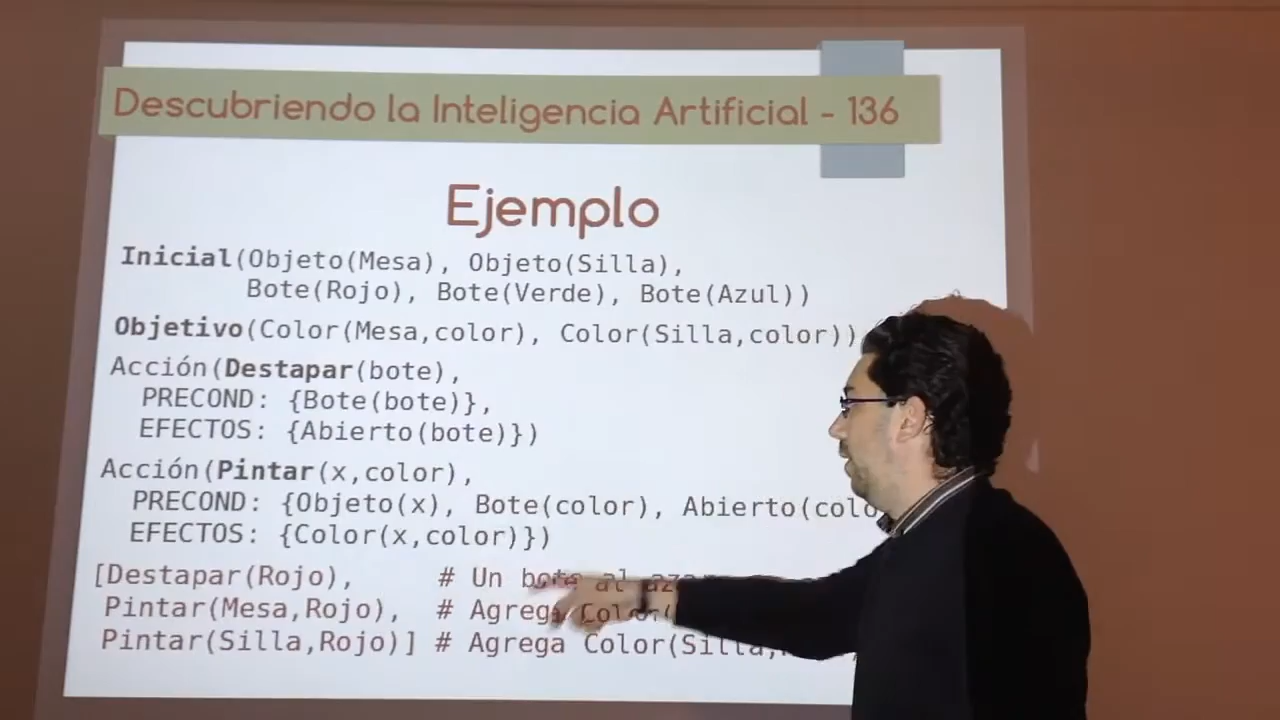 Descubriendo la Inteligencia Artificial - 136
Ejemplo
Inicial(Objeto(Mesa), Objeto(Silla),
Bote(Rojo), Bote(Verde), Bote(Azul))
Objetivo(Color(Mesa,color), Color(Silla,color))
Acción(Destapar(bote),
PRECOND: {Bote(bote)},
EFECTOS: {Abierto(bote)})
Acción(Pintar(x,color),
PRECOND: {Objeto(x), Bote(color),
EFECTOS: {Color(x,color)})
[Destapar(Rojo), # Un bote al
Pintar(Mesa,Rojo), # Agrega
Pintar(Silla,Rojo)] # Agrega Color(Silla,